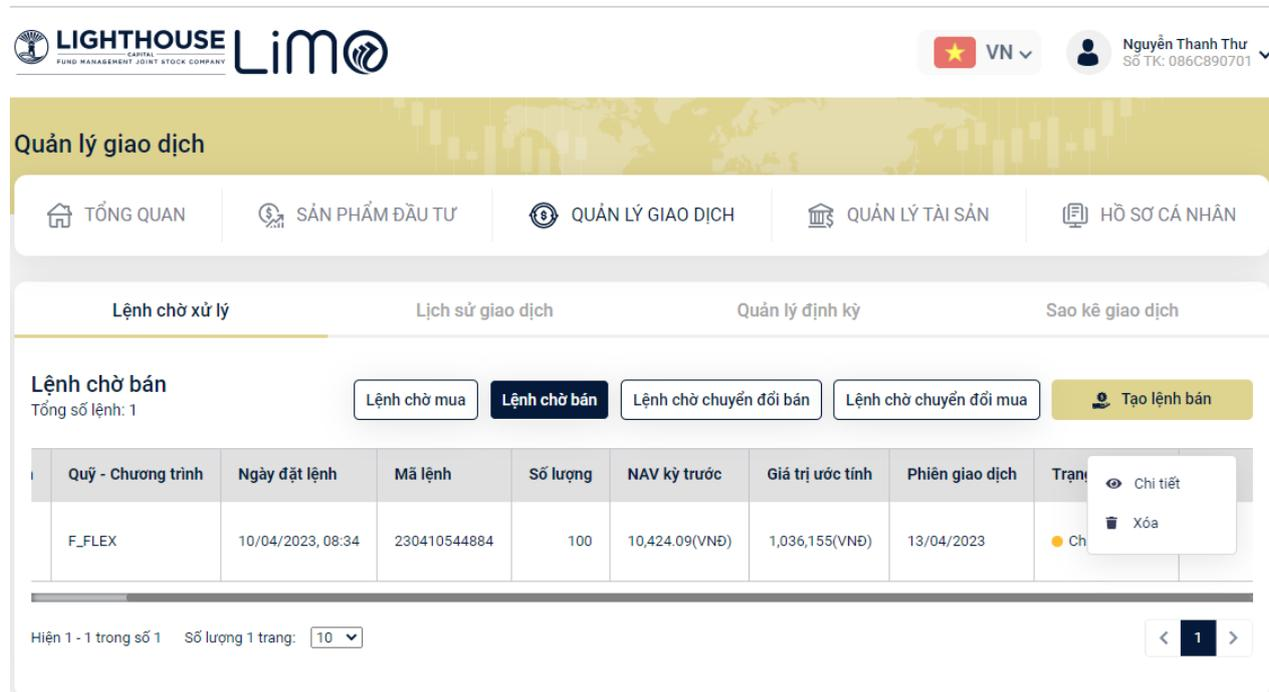 LIGHTHOUSE
CAPITAL
FUND MANAGEMENT JOINT STOCK COMPANY
LiMO
VN
Nguyễn Thanh Thư
Số TK: 086C890701
Quản lý giao dịch
TỔNG QUAN
SẢN PHẨM ĐẦU TƯ
QUẢN LÝ GIAO DỊCH
QUẢN LÝ TÀI SẢN
HỒ SƠ CÁ NHÂN
Lệnh chờ xử lý
Lịch sử giao dịch
Quản lý định kỳ
Sao kê giao dịch
Lệnh chờ bán
Tổng số lệnh: 1
Lệnh chờ mua
Lệnh chờ bán
Lệnh chờ chuyển đổi bán
Lệnh chờ chuyển đổi mua
Tạo lệnh bán
Quỹ - Chương trình Ngày đặt lệnh Mã lệnh Số lượng NAV kỳ trước Giá trị ước tính Phiên giao dịch Trạng
F_FLEX 10/04/2023, 08:34 230410544884 100 10,424.09(VNĐ) 1,036,155(VNĐ) 13/04/2023 Ch
Chi tiết
Xóa
Hiện 1 - 1 trong số 1 Số lượng 1 trang: 10
1